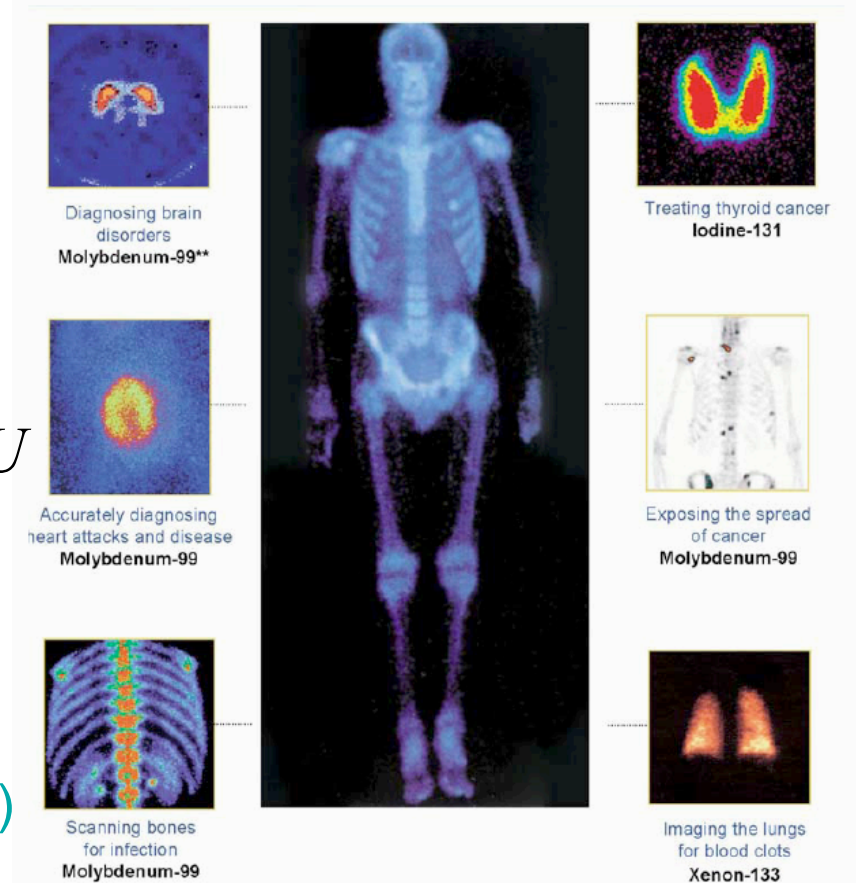 Diagnosing brain
disorders
Molybdenum-99**
Treating thyroid cancer
Iodine-131
U
Accurately diagnosing
heart attacks and disease
Molybdenum-99
Exposing the spread
of cancer
Molybdenum-99
)
Scanning bones
for infection
Molybdenum-99
Imaging the lungs
for blood clots
Xenon-133